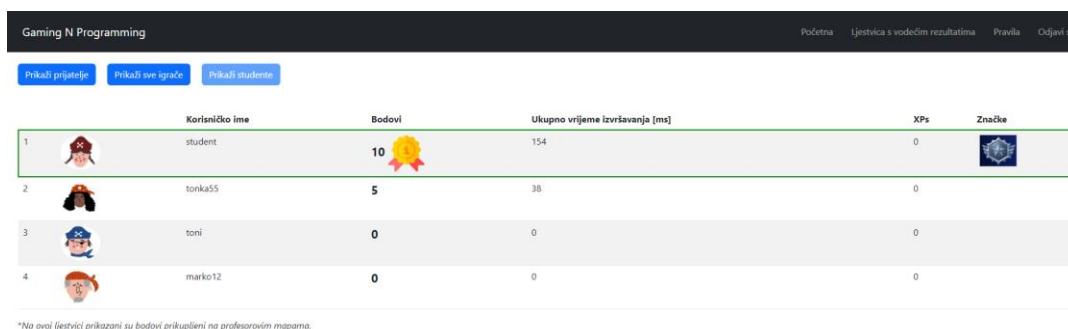 Gaming N Programming Početna Ljestvica s vodećim rezultatima Pravila Odjavi
Prikaži prijatelje Prikaži sve igrače Prikaži studente
Korisničko ime Bodovi Ukupno vrijeme izvršavanja [ms] XPs Značke
1 student 10 1 154 0
2 tonka55 5 38 0
3 toni 0 0 0
4 marko12 0 0 0
*Na ovoj ljestvici prikazani su bodovi prikupljeni na profesorovim mapama.